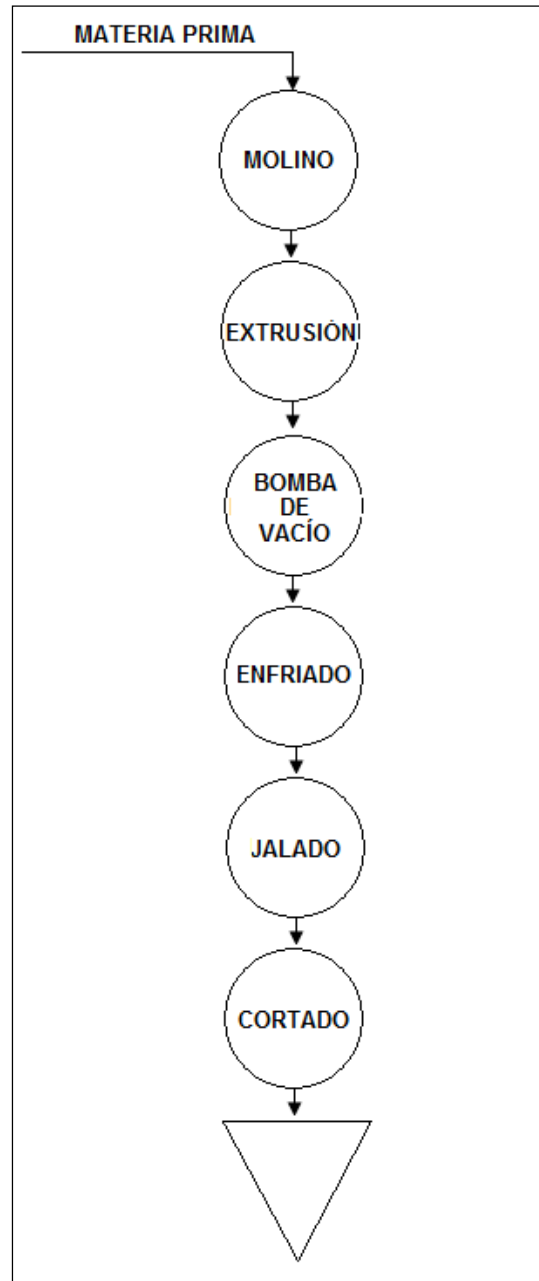 MATERIA PRIMA
MOLINO
EXTRUSIÓN
BOMBA
DE
VACÍO
ENFRIADO
JALADO
CORTADO